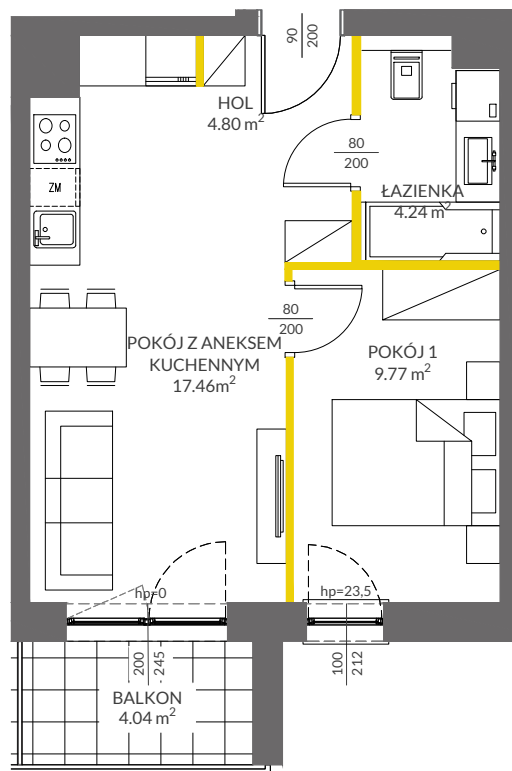 90
200
HOL
4.80 m²
80
200
ŁAZIENKA
4.24 m²
ZM
80
200
POKÓJ Z ANEKSEM
KUCHENNYM
17.46m²
POKÓJ 1
9.77 m²
hp=0
hp=23,5
200
245
100
212
BALKON
4.04 m²